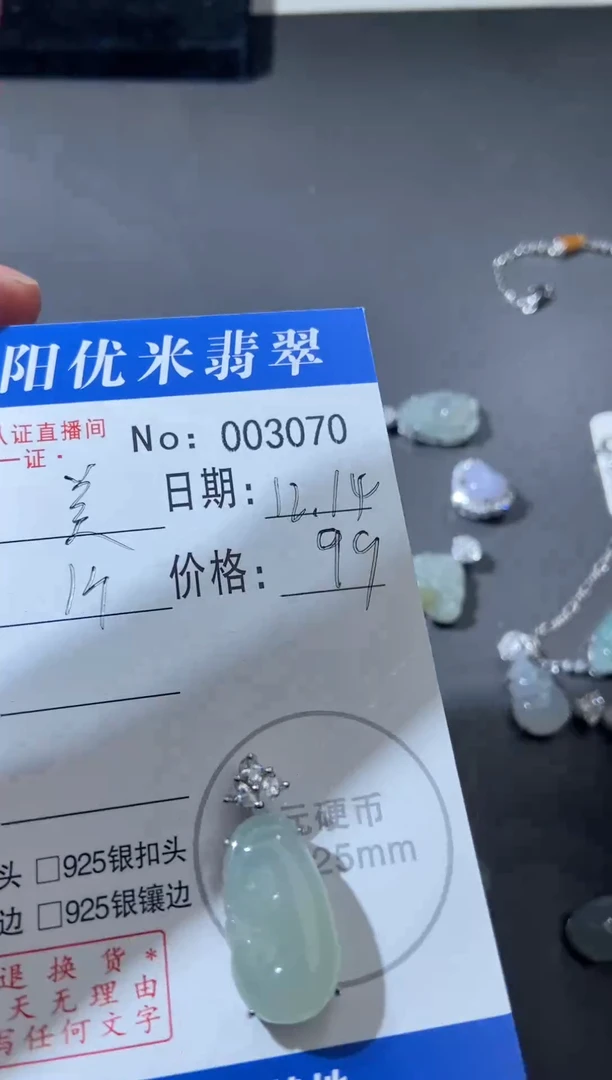 阳优米翡翠
认证直播间
一证·
No: 003070
美
日期: 12.14
价格: 99
元硬币
25mm
头 □925银扣头
边 □925银镶边
退换货*
天无理由
写任何文字